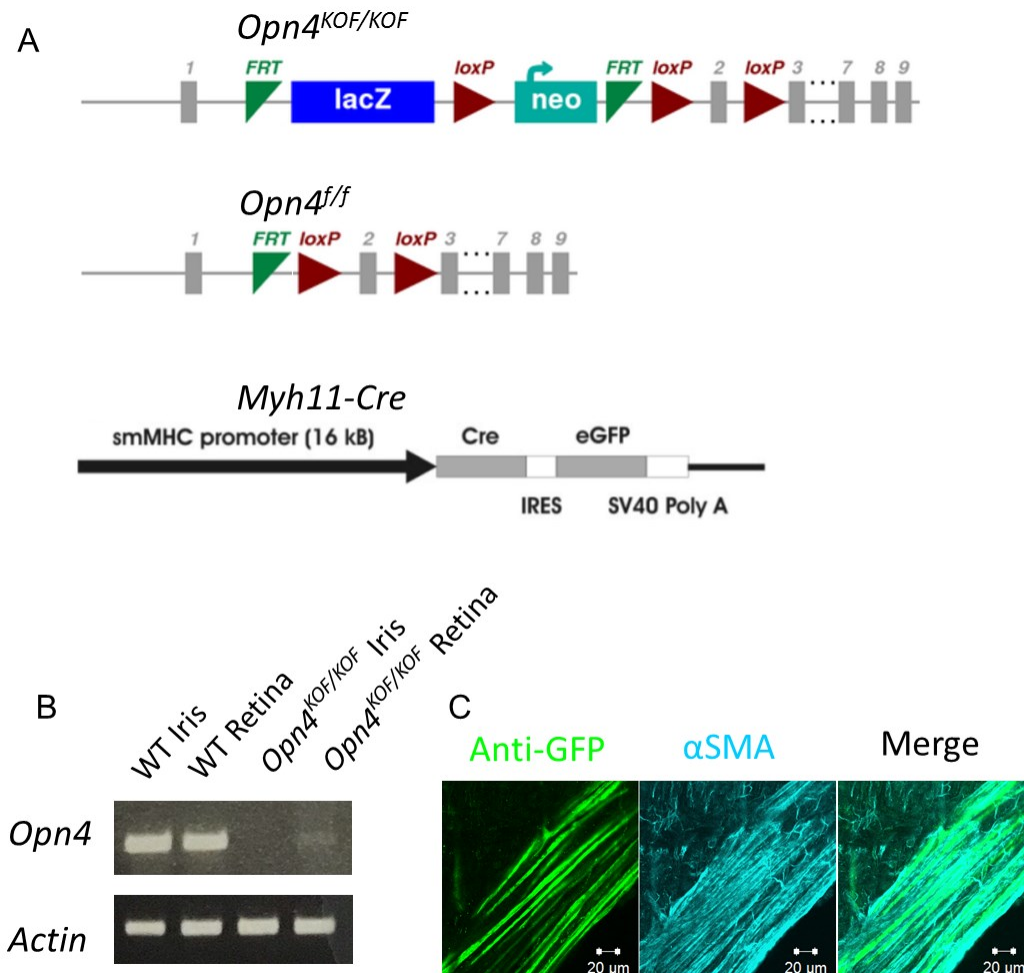 A
Opn4KOF/KOF
1 FRT lacZ loxP neo FRT loxP 2 loxP 3 ... 7 8 9
...
Opn4f/f
1 FRT loxP 2 loxP 3 ... 7 8 9
...
Myh11-Cre
smMHC promoter (16 kB) Cre eGFP
IRES SV40 Poly A
B
WT Iris
WT Retina
Opn4KOF/KOF Iris
Opn4KOF/KOF Retina
Opn4
Actin
C
Anti-GFP αSMA Merge
20 um 20 um 20 um